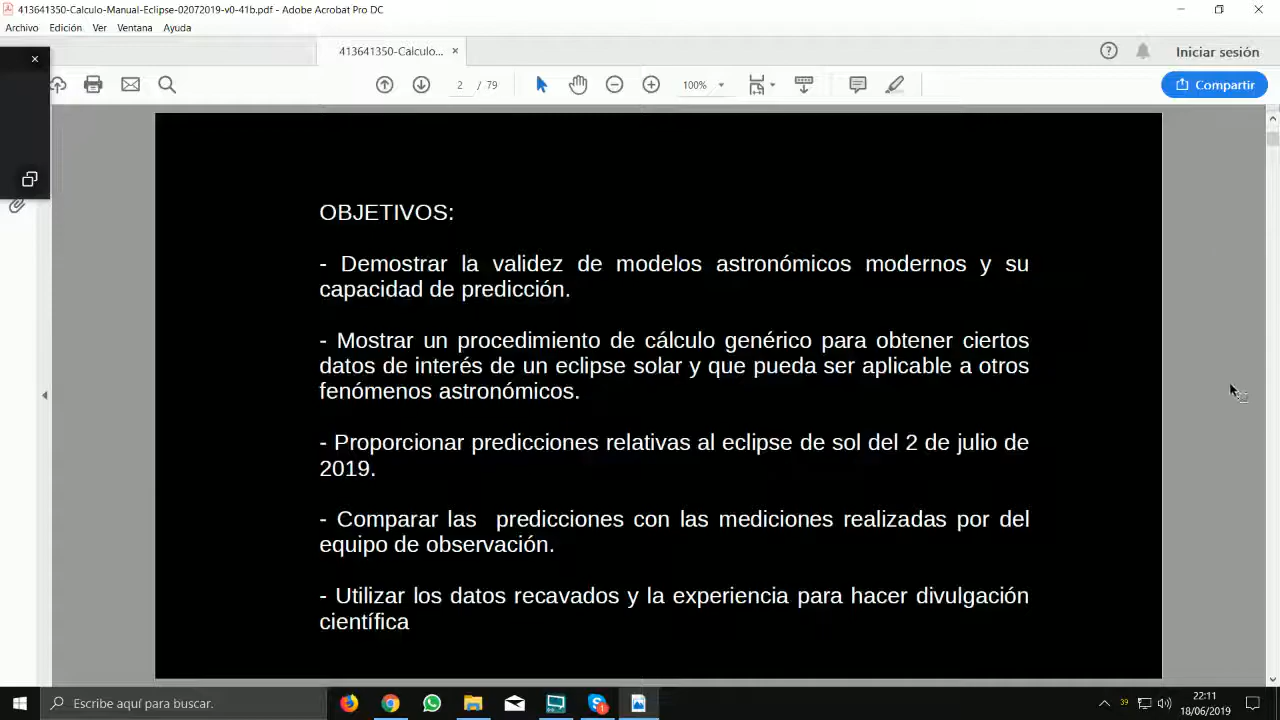 413641350-Calculo-Manual-Eclipse-02072019-v0-41b.pdf - Adobe Acrobat Pro DC
Archivo Edición Ver Ventana Ayuda
413641350-Calculo... ×
Iniciar sesión
2 / 79
100%
Compartir
OBJETIVOS:
- Demostrar la validez de modelos astronómicos modernos y su
capacidad de predicción.
- Mostrar un procedimiento de cálculo genérico para obtener ciertos
datos de interés de un eclipse solar y que pueda ser aplicable a otros
fenómenos astronómicos.
- Proporcionar predicciones relativas al eclipse de sol del 2 de julio de
2019.
- Comparar las predicciones con las mediciones realizadas por del
equipo de observación.
- Utilizar los datos recavados y la experiencia para hacer divulgación
científica
Escribe aquí para buscar.
39
22:11
18/06/2019